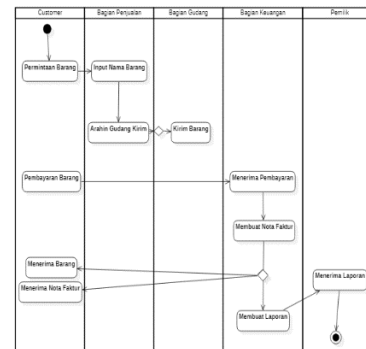 Customer
Bagian Penjualan
Bagian Gudang
Bagian Keuangan
Pemilik
Permintaan Barang
Input Nama Barang
Arahin Gudang Kirim
Kirim Barang
Pembayaran Barang
Menerima Pembayaran
Membuat Nota Faktur
Menerima Barang
Menerima Laporan
Menerima Nota Faktur
Membuat Laporan